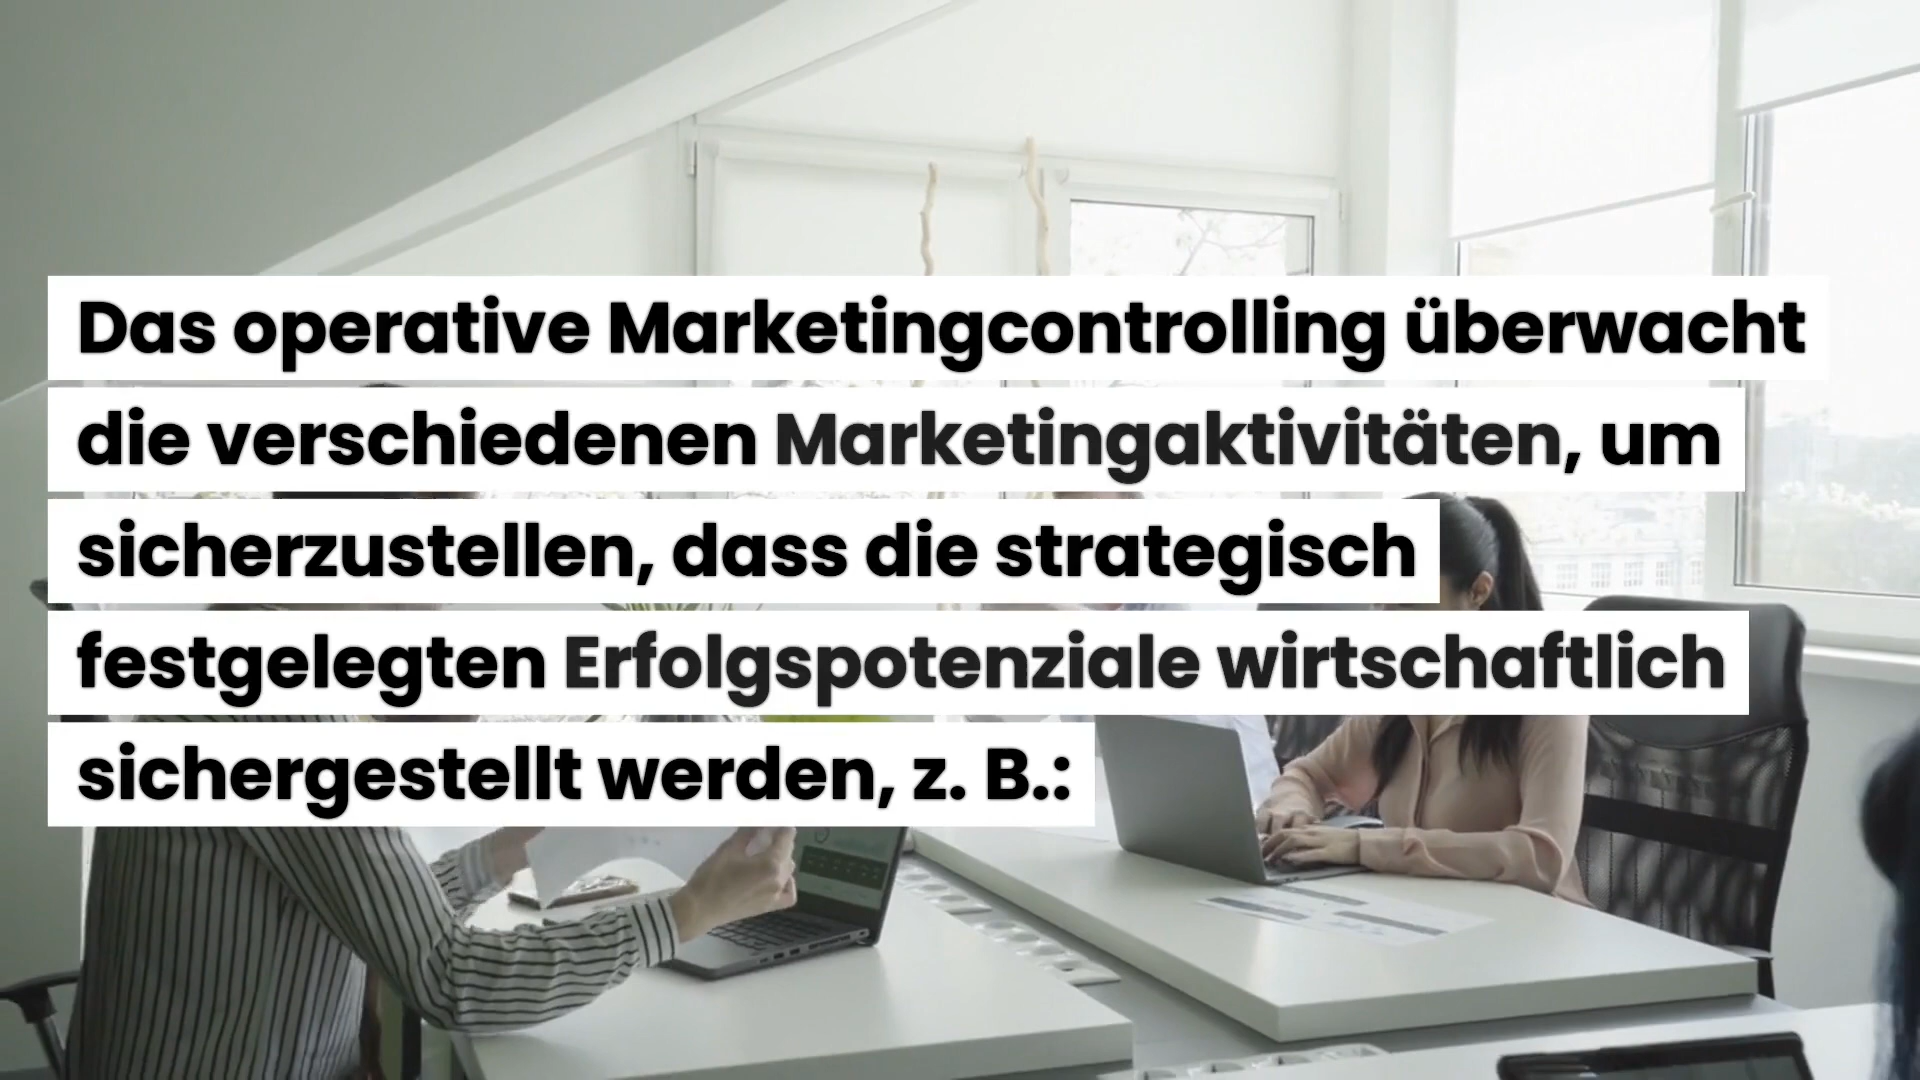 Das operative Marketingcontrolling überwacht
die verschiedenen Marketingaktivitäten, um
sicherzustellen, dass die strategisch
festgelegten Erfolgspotenziale wirtschaftlich
sichergestellt werden, z. B.: